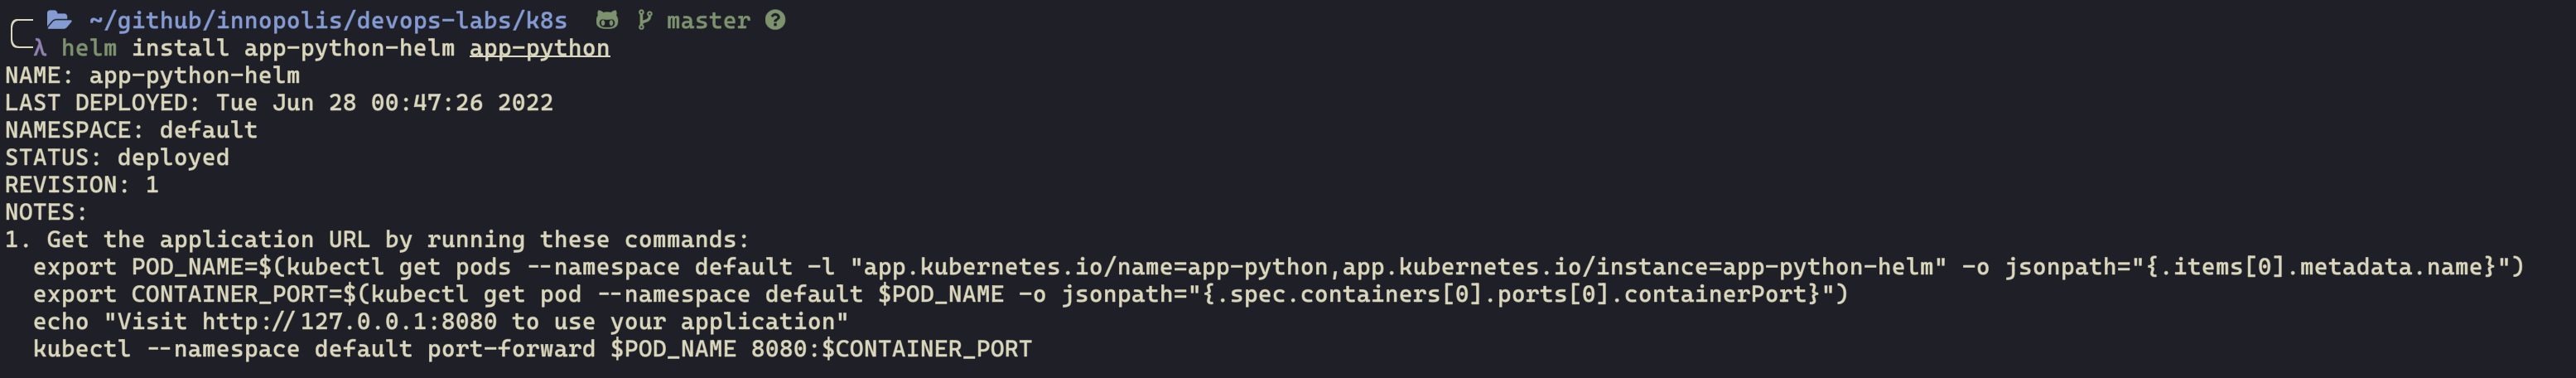 ~/github/innopolis/devops-labs/k8s master ?
λ helm install app-python-helm app-python
NAME: app-python-helm
LAST DEPLOYED: Tue Jun 28 00:47:26 2022
NAMESPACE: default
STATUS: deployed
REVISION: 1
NOTES:
1. Get the application URL by running these commands:
  export POD_NAME=$(kubectl get pods --namespace default -l "app.kubernetes.io/name=app-python,app.kubernetes.io/instance=app-python-helm" -o jsonpath="{.items[0].metadata.name}")
  export CONTAINER_PORT=$(kubectl get pod --namespace default $POD_NAME -o jsonpath="{.spec.containers[0].ports[0].containerPort}")
  echo "Visit http://127.0.0.1:8080 to use your application"
  kubectl --namespace default port-forward $POD_NAME 8080:$CONTAINER_PORT